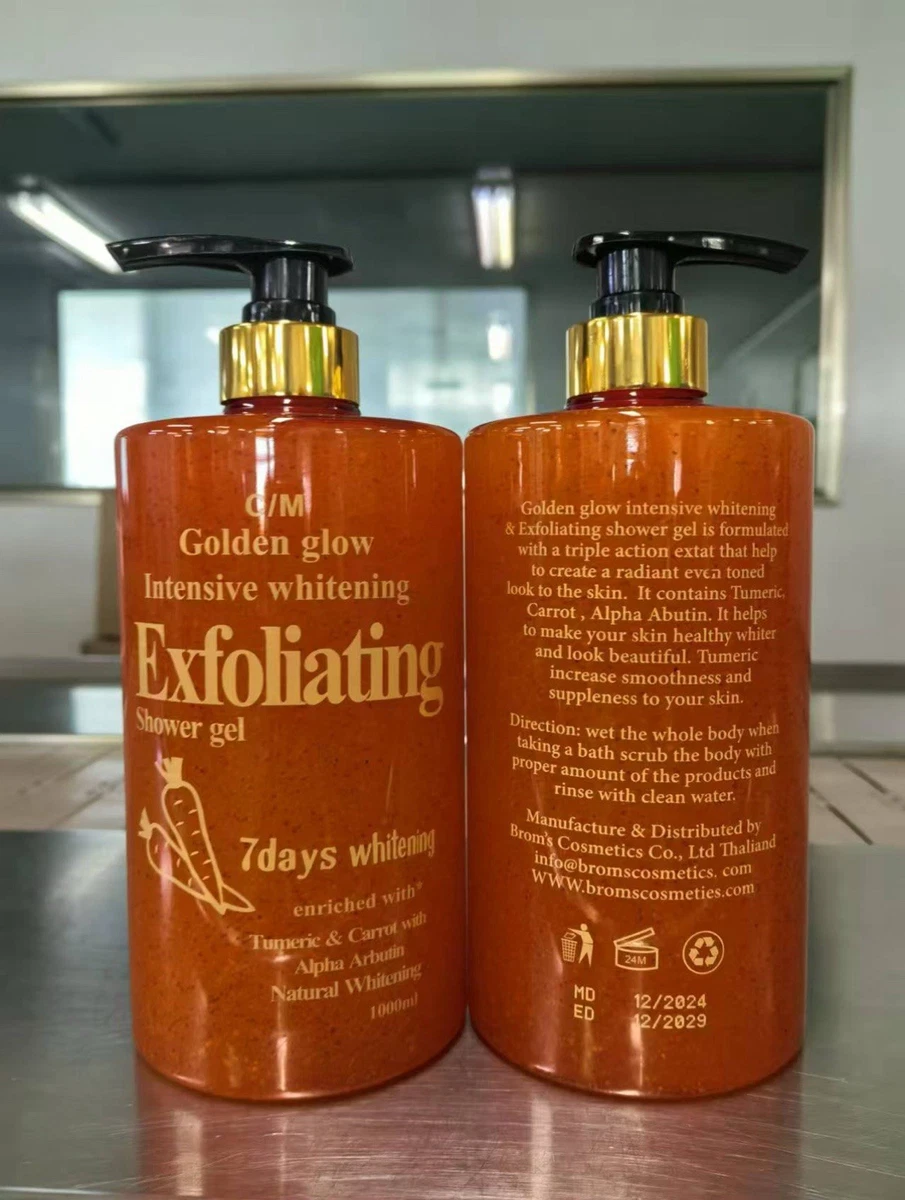 C/M
Golden glow
Intensive whitening
Exfoliating
Shower gel
7days whitening
enriched with*
Tumeric & Carrot with
Alpha Arbutin
Natural Whitening
1000ml
Golden glow intensive whitening
& Exfoliating shower gel is formulated
with a triple action extat that help
to create a radiant even toned
look to the skin. It contains Tumeric,
Carrot , Alpha Abutin. It helps
to make your skin healthy whiter
and look beautiful. Tumeric
increase smoothness and
suppleness to your skin.
Direction: wet the whole body when
taking a bath scrub the body with
proper amount of the products and
rinse with clean water.
Manufacture & Distributed by
Brom's Cosmetics Co., Ltd Thaliand
info@bromscosmetics. com
WWW.bromscosmeties.com
24M
MD 12/2024
ED 12/2029